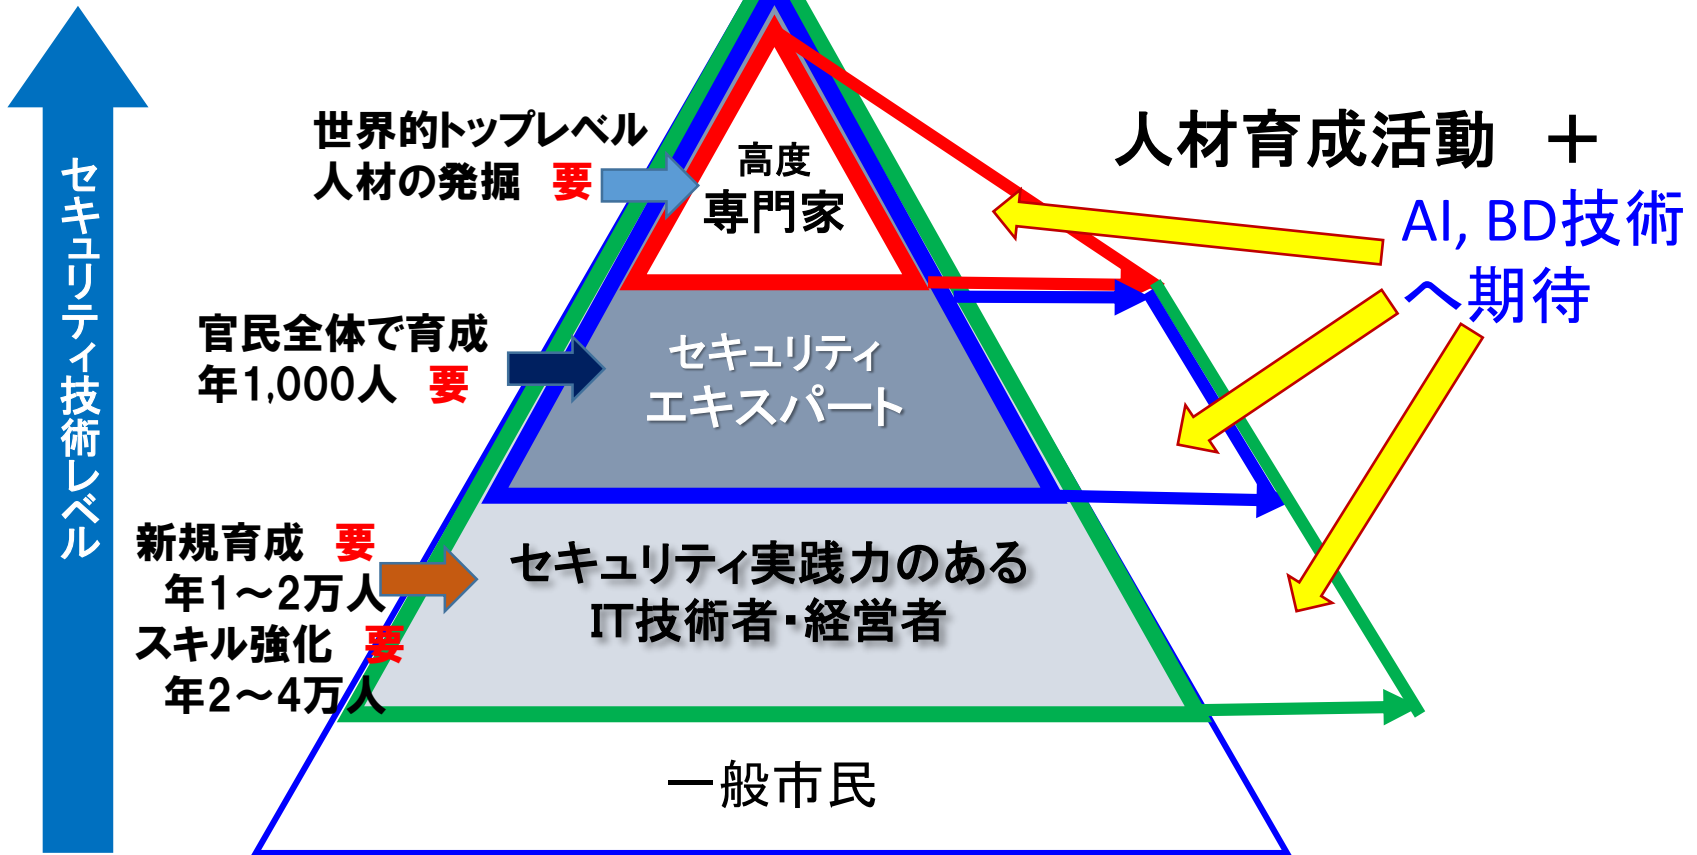 セキュリティ技術レベル
世界的トップレベル
人材の発掘　要
高度
専門家
人材育成活動　＋
AI, BD技術
へ期待
官民全体で育成
年1,000人　要
セキュリティ
エキスパート
新規育成　要
年1～2万人
スキル強化　要
年2～4万人
セキュリティ実践力のある
IT技術者・経営者
一般市民